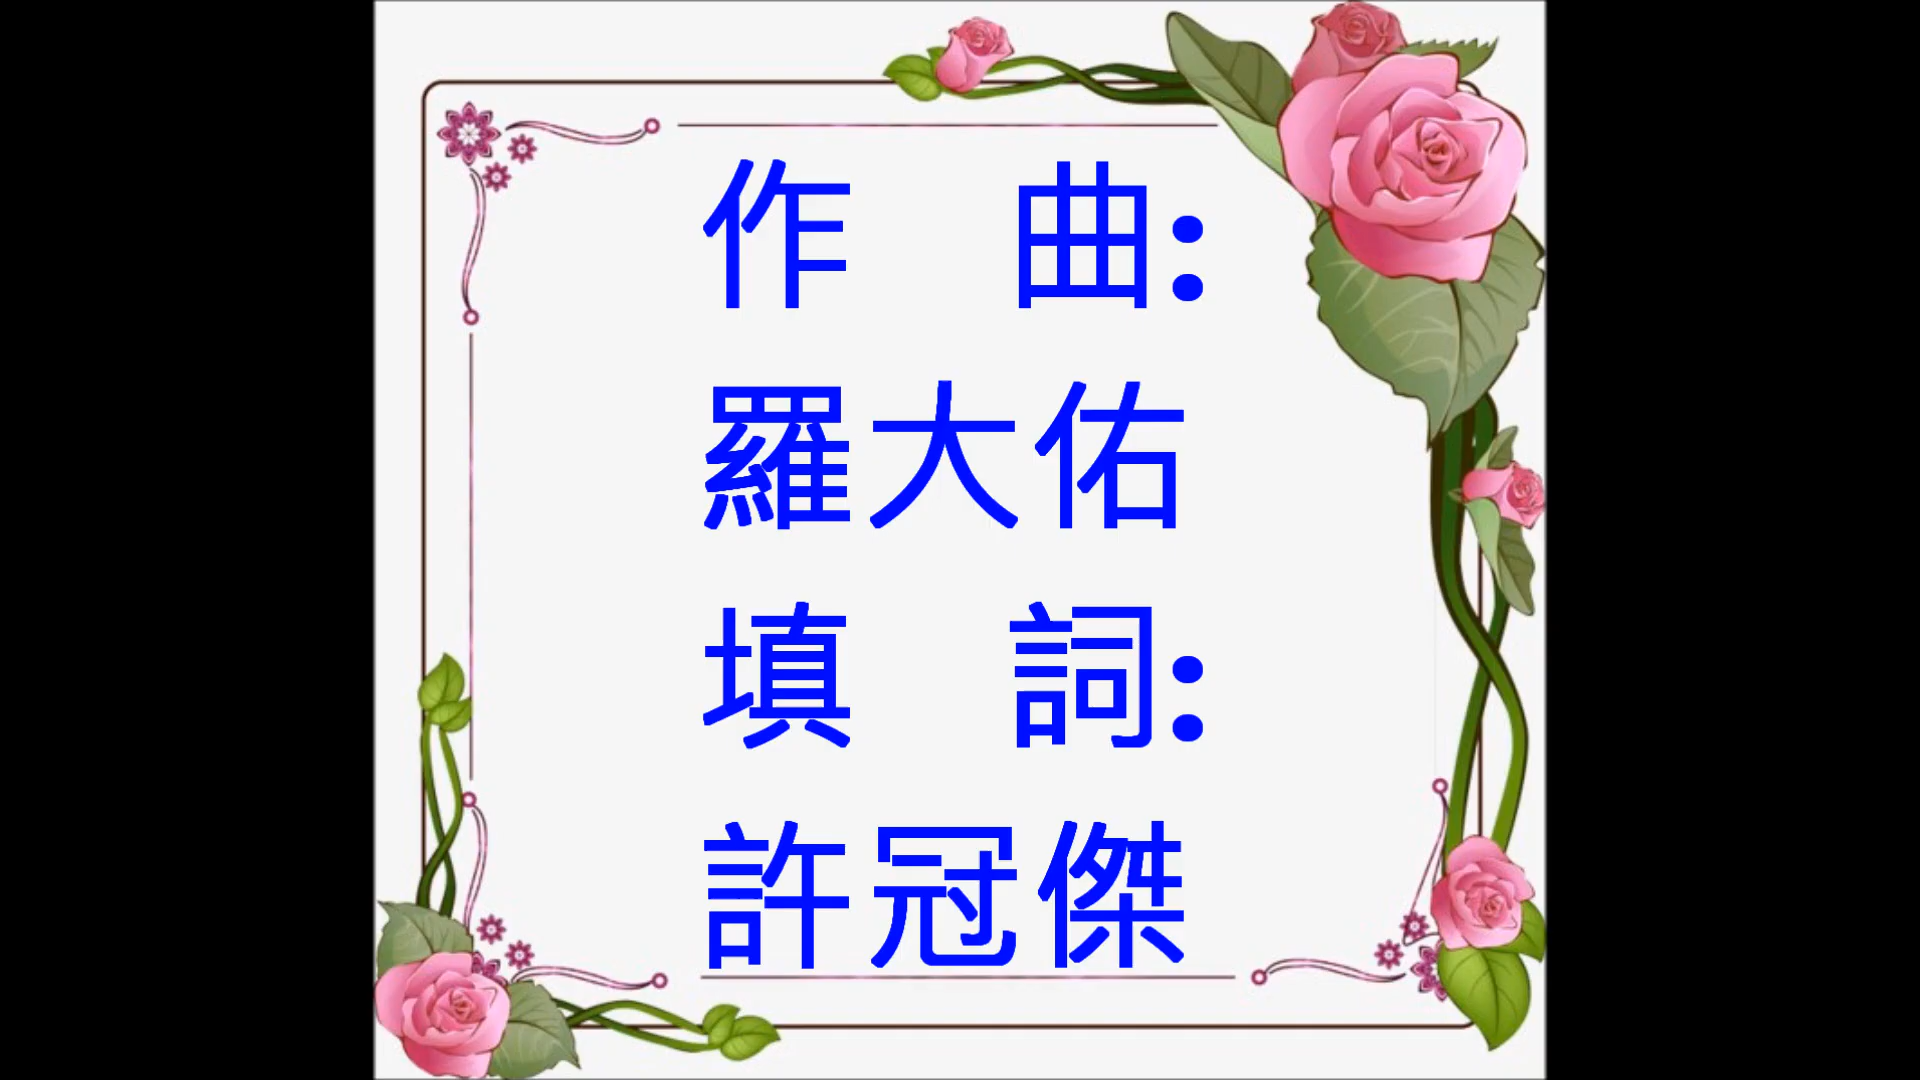 作　曲:
羅大佑
填　詞:
許冠傑